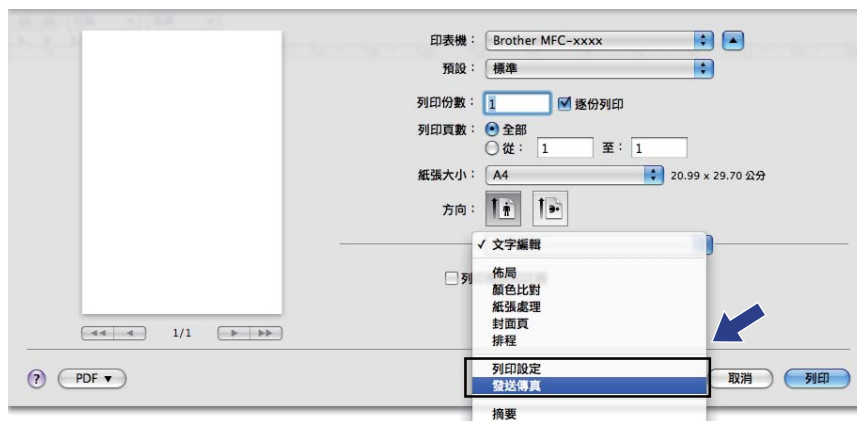 印表機： Brother MFC-xxxx
預設： 標準
列印份數： 1 逐份列印
列印頁數： 全部
從： 1 至： 1
紙張大小： A4 20.99 x 29.70 公分
方向：
✓ 文字編輯
列
佈局
顏色比對
紙張處理
封面頁
排程
1/1
列印設定
發送傳真
? PDF ▼ 取消 列印
摘要